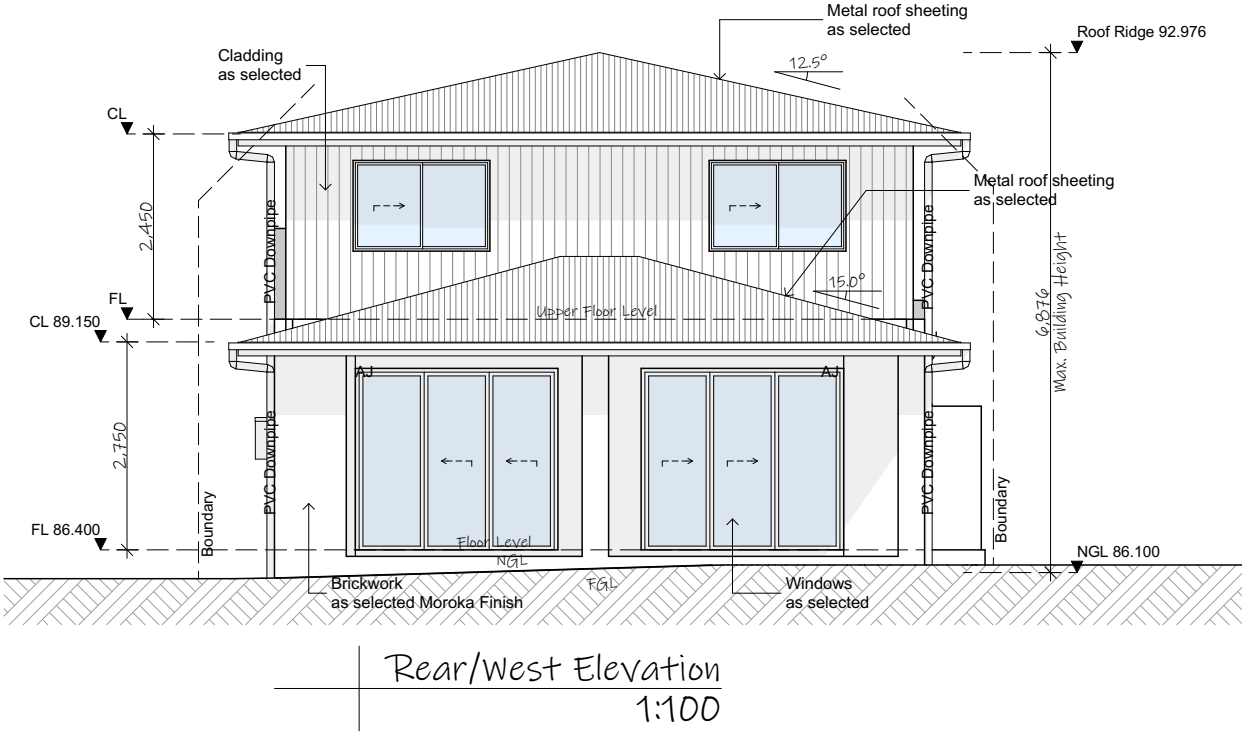 Metal roof sheeting
as selected
Roof Ridge 92.976
Cladding
as selected
12.5°
CL
Metal roof sheeting
as selected
2,450
PVC Downpipe
PVC Downpipe
6,876
Max. Building Height
15.0°
FL
Upper Floor Level
CL 89.150
AJ
AJ
2,750
PVC Downpipe
PVC Downpipe
Boundary
Boundary
FL 86.400
Floor Level
NGL
NGL 86.100
FGL
Brickwork
as selected Moroka Finish
Windows
as selected
Rear/West Elevation
1:100